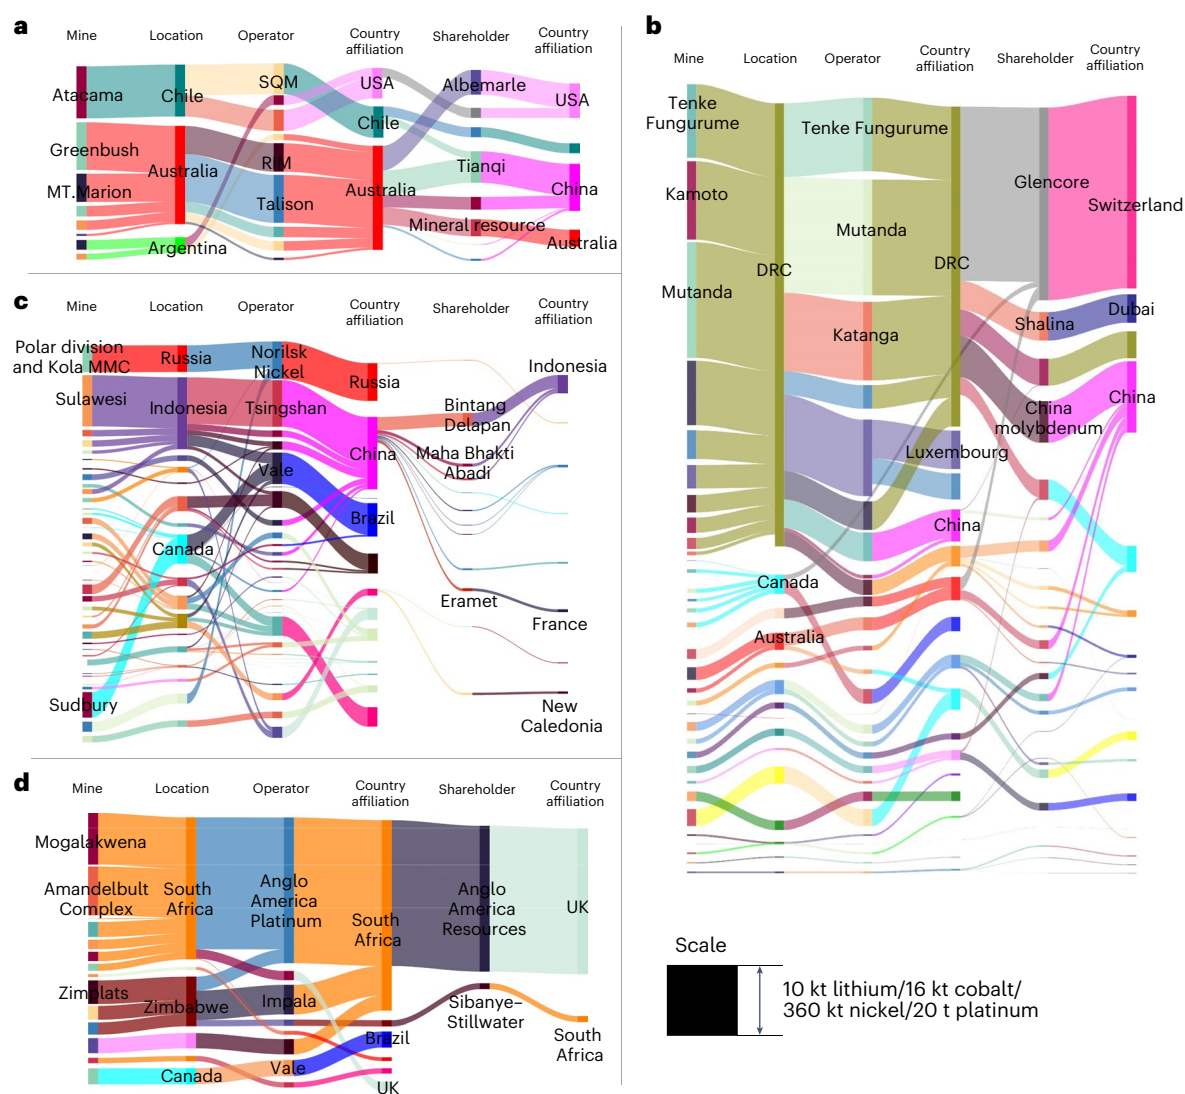 a
Mine
Location
Operator
Country
affiliation
Shareholder
Country
affiliation
Atacama
Chile
SQM
USA
Albemarle
USA
Chile
Greenbush
Australia
RIM
Tianqi
MT.Marion
Talison
Australia
China
Mineral resource
Argentina
Australia
b
Mine
Location
Operator
Country
affiliation
Shareholder
Country
affiliation
Tenke
Fungurume
Tenke Fungurume
Glencore
Kamoto
Switzerland
Mutanda
DRC
DRC
Mutanda
Dubai
Katanga
Shalina
China
China
molybdenum
Luxembourg
China
Canada
Australia
c
Mine
Location
Operator
Country
affiliation
Shareholder
Country
affiliation
Polar division
and Kola MMC
Russia
Norilsk
Nickel
Russia
Indonesia
Sulawesi
Indonesia
Tsingshan
Bintang
Delapan
China
Maha Bhakti
Abadi
Vale
Brazil
Canada
Eramet
France
Sudbury
New
Caledonia
d
Mine
Location
Operator
Country
affiliation
Shareholder
Country
affiliation
Mogalakwena
Amandelbult
Complex
South
Africa
Anglo
America
Platinum
South
Africa
Anglo
America
Resources
UK
Zimplats
Zimbabwe
Impala
Sibanye–
Stillwater
Brazil
South
Africa
Canada
Vale
UK
Scale
10 kt lithium/16 kt cobalt/
360 kt nickel/20 t platinum